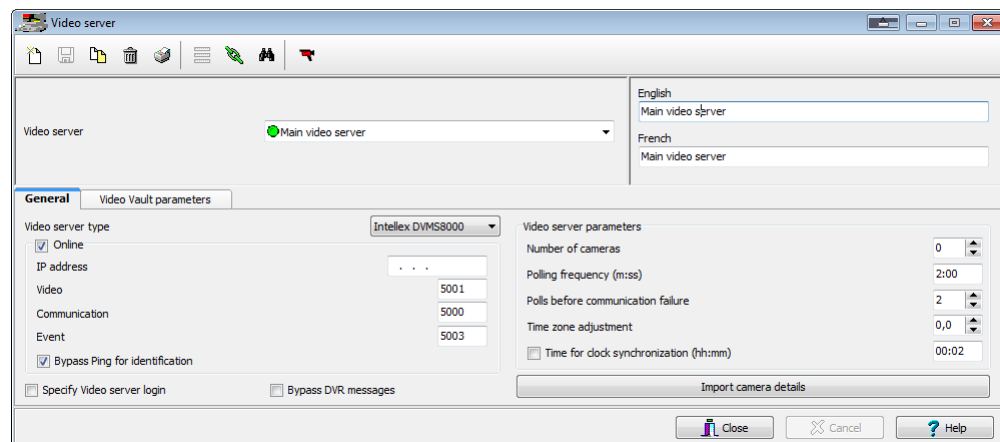 Video server
English
Main video server
Video server
Main video server
French
Main video server
General
Video Vault parameters
Video server type
Intellex DVMS8000
Online
IP address
. . .
Video
5001
Communication
5000
Event
5003
Bypass Ping for identification
Specify Video server login
Bypass DVR messages
Video server parameters
Number of cameras
0
Polling frequency (m:ss)
2:00
Polls before communication failure
2
Time zone adjustment
0,0
Time for clock synchronization (hh:mm)
00:02
Import camera details
Close
Cancel
? Help